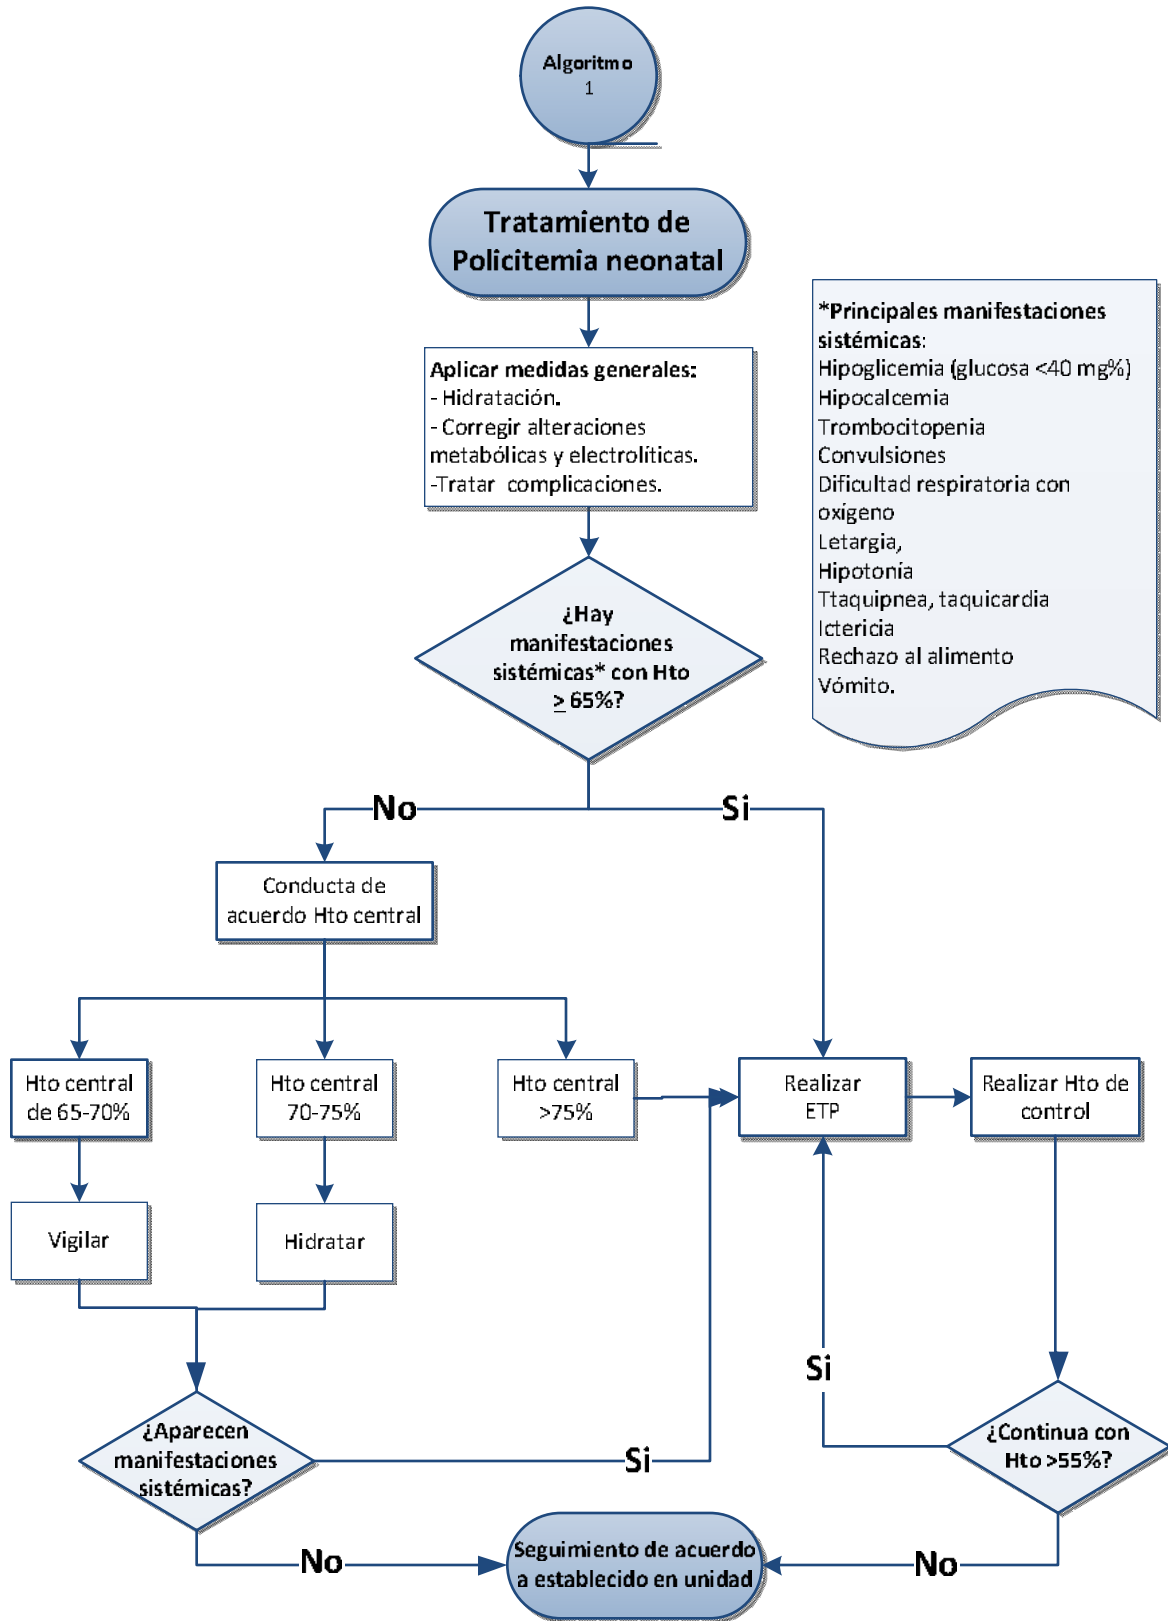 Algoritmo
1
Tratamiento de
Policitemia neonatal
Aplicar medidas generales:
- Hidratación.
- Corregir alteraciones
metabólicas y electrolíticas.
-Tratar complicaciones.
*Principales manifestaciones
sistémicas:
Hipoglicemia (glucosa <40 mg%)
Hipocalcemia
Trombocitopenia
Convulsiones
Dificultad respiratoria con
oxígeno
Letargia,
Hipotonía
Ttaquipnea, taquicardia
Ictericia
Rechazo al alimento
Vómito.
¿Hay
manifestaciones
sistémicas* con Hto
≥ 65%?
No
Si
Conducta de
acuerdo Hto central
Hto central
de 65-70%
Hto central
70-75%
Hto central
>75%
Realizar
ETP
Realizar Hto de
control
Vigilar
Hidratar
Si
¿Aparecen
manifestaciones
sistémicas?
Si
¿Continua con
Hto >55%?
No
Seguimiento de acuerdo
a establecido en unidad
No